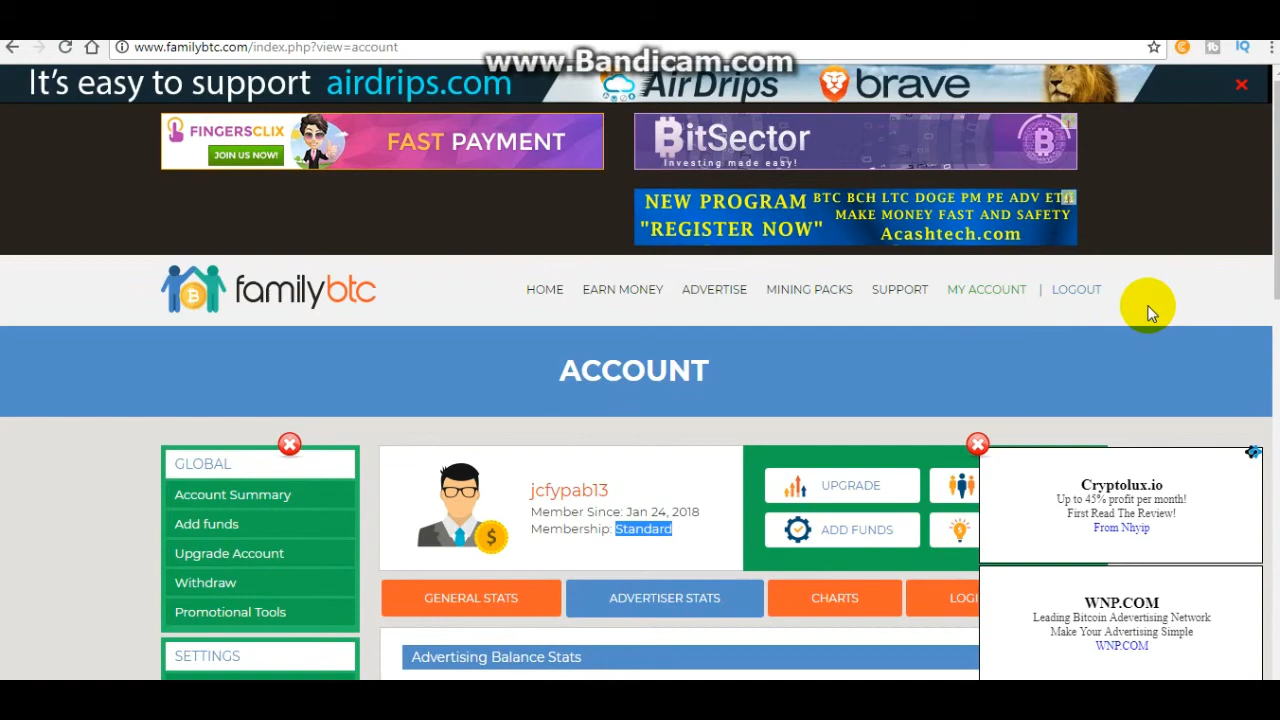 www.familybtc.com/index.php?view=account
www.Bandicam.com
It's easy to support airdrips.com
AirDrips
brave
FINGERSCLIX
JOIN US NOW!
FAST PAYMENT
BitSector
Investing made easy!
NEW PROGRAM
"REGISTER NOW"
BTC BCH LTC DOGE PM PE ADV
MAKE MONEY FAST AND SAFETY
Acashtech.com
familybtc
HOME
EARN MONEY
ADVERTISE
MINING PACKS
SUPPORT
MY ACCOUNT
|
LOGOUT
ACCOUNT
GLOBAL
Account Summary
Add funds
Upgrade Account
Withdraw
Promotional Tools
SETTINGS
jcfypab13
Member Since: Jan 24, 2018
Membership: Standard
UPGRADE
ADD FUNDS
GENERAL STATS
ADVERTISER STATS
CHARTS
LOGI
Advertising Balance Stats
Cryptolux.io
Up to 45% profit per month!
First Read The Review!
From Nhyip
WNP.COM
Leading Bitcoin Adevertising Network
Make Your Advertising Simple
WNP.COM